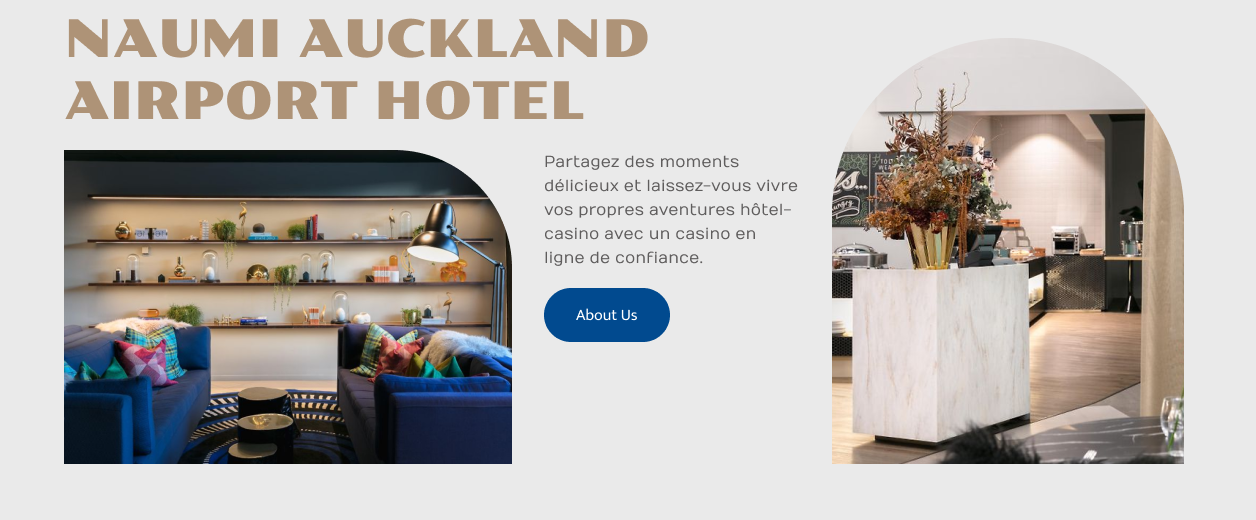 NAUMI AUCKLAND
AIRPORT HOTEL
Partagez des moments
délicieux et laissez-vous vivre
vos propres aventures hôtel-
casino avec un casino en
ligne de confiance.
About Us